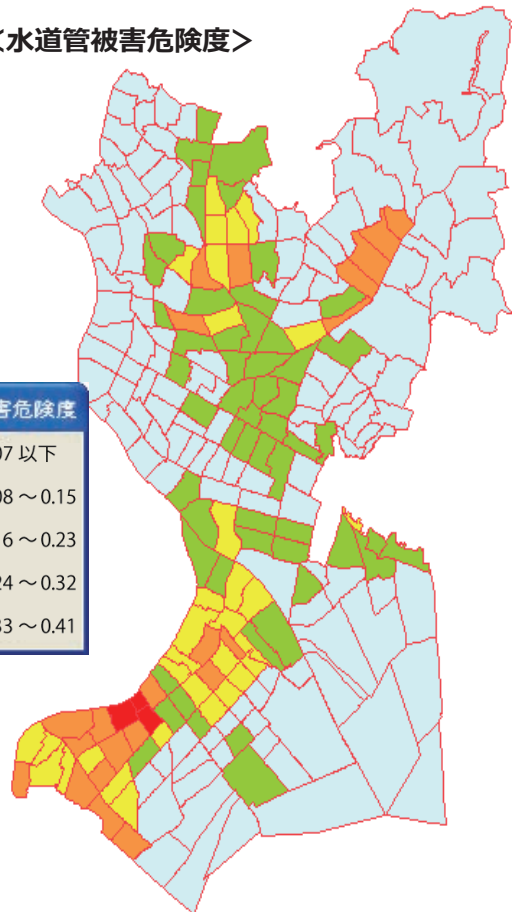 ＜水道管被害危険度＞
害危険度
07 以下
08 ～ 0.15
16 ～ 0.23
24 ～ 0.32
33 ～ 0.41